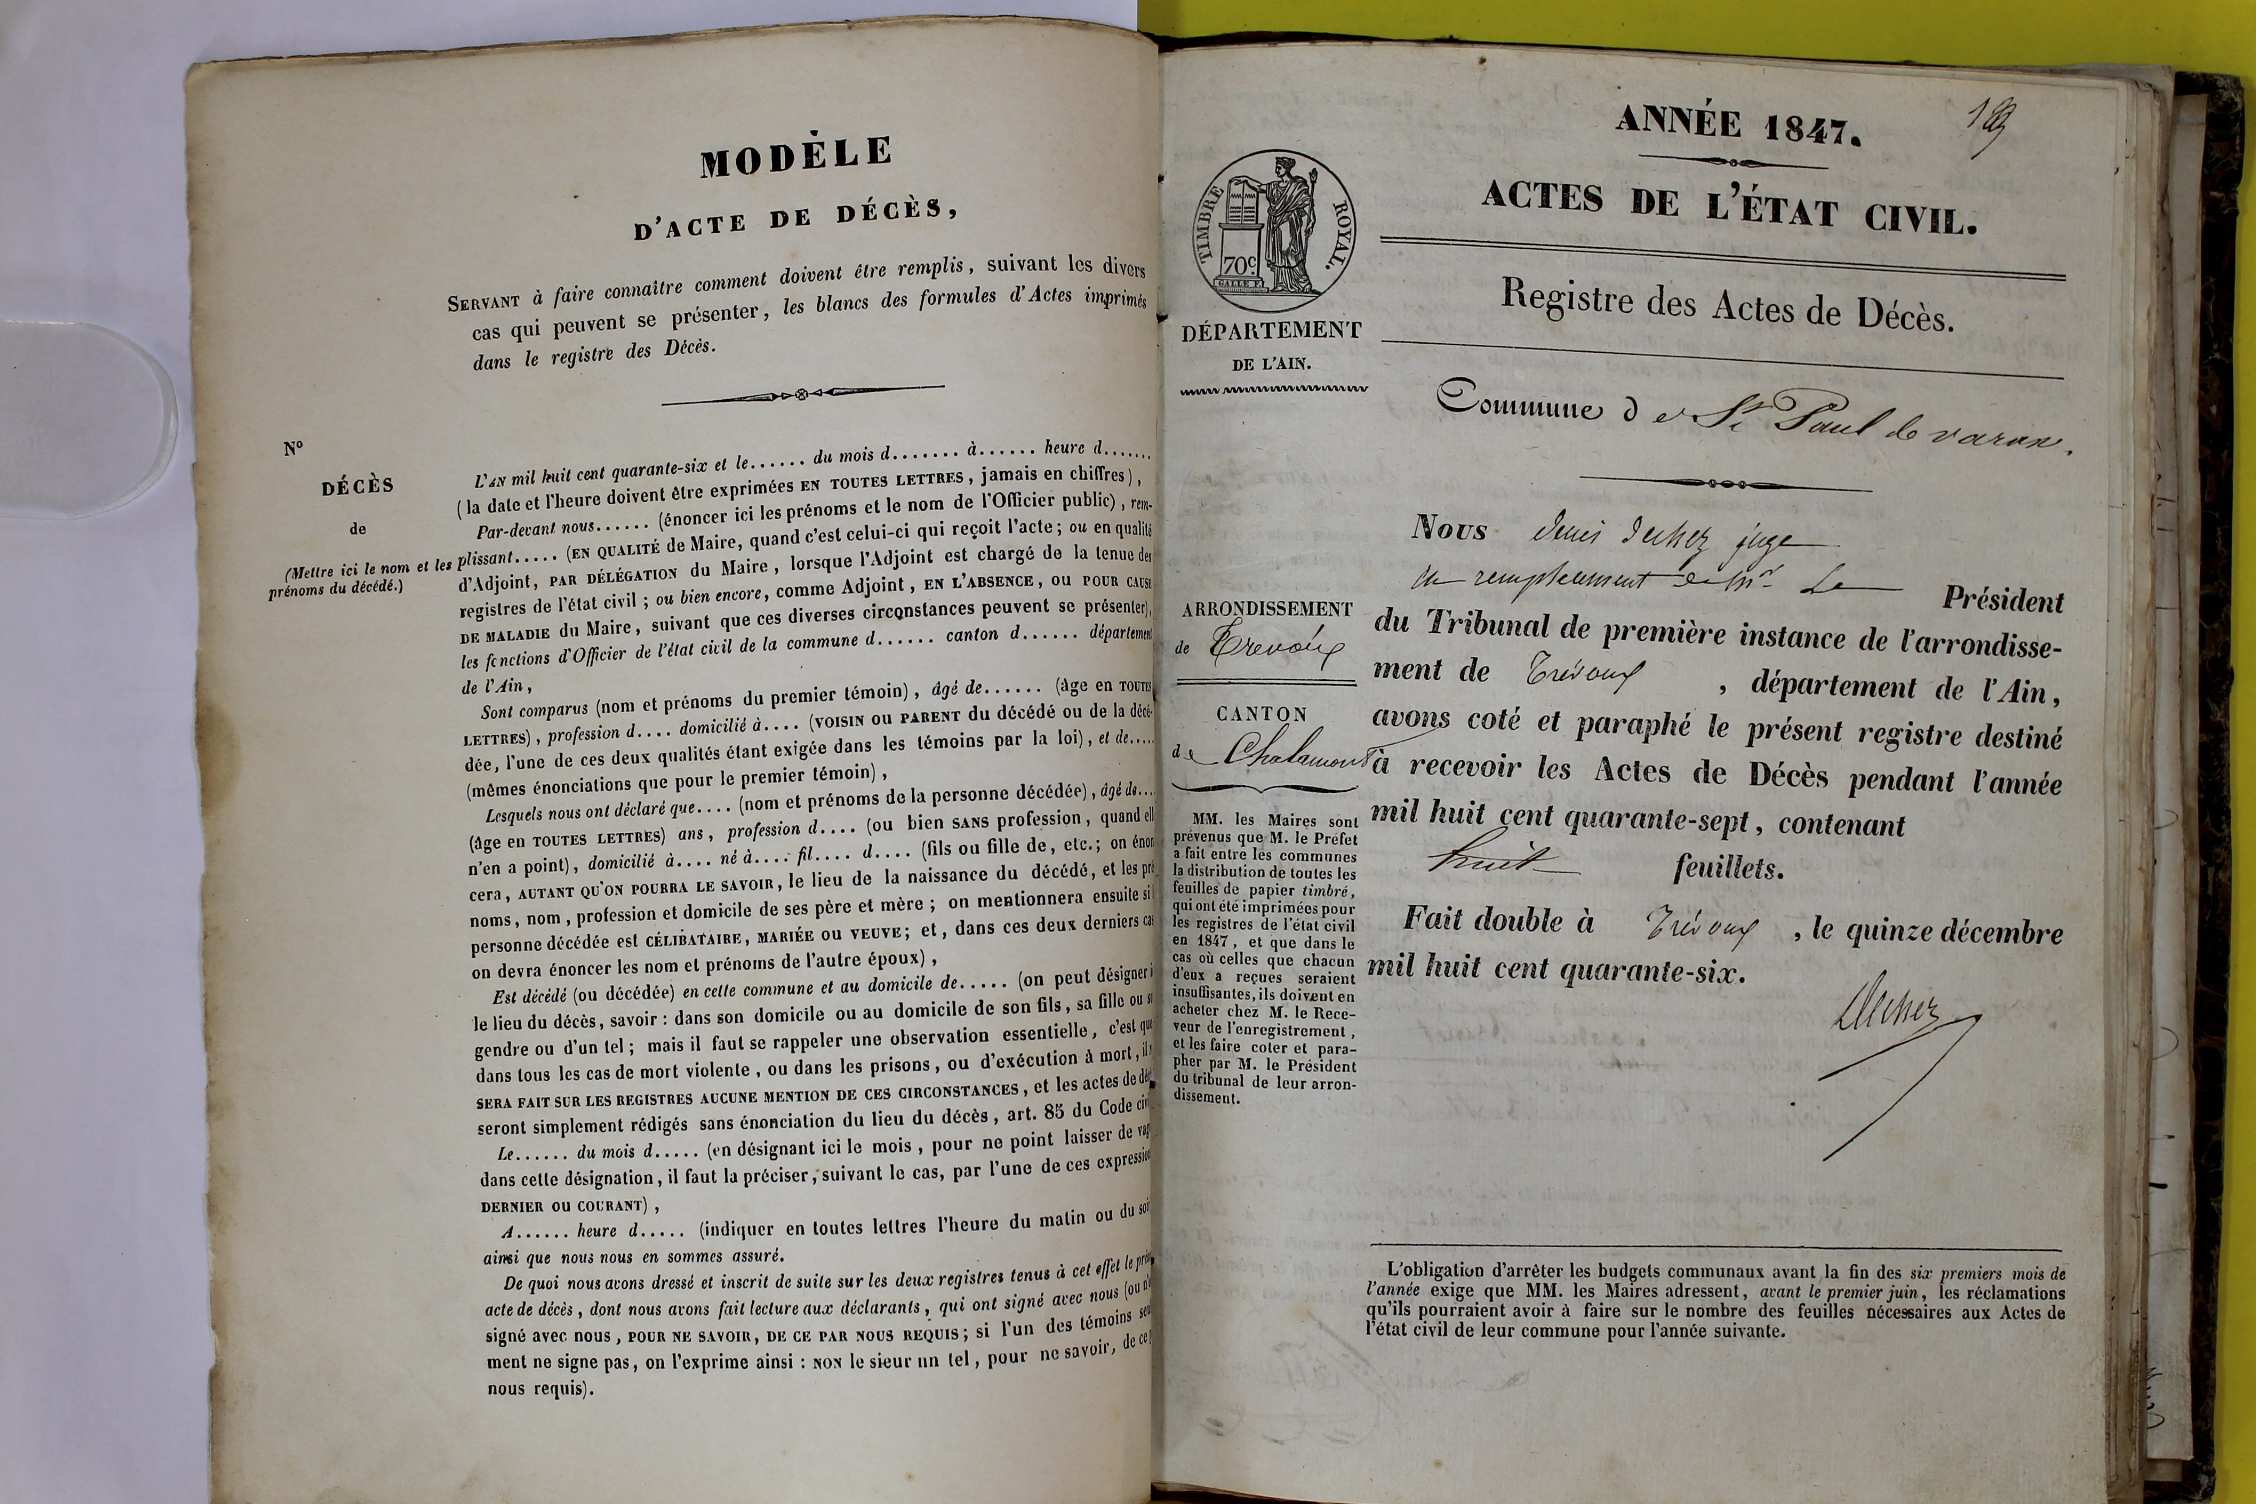 MODÈLE
D'ACTE DE DÉCÈS,
SERVANT à faire connaître comment doivent être remplis, suivant les divers
cas qui peuvent se présenter, les blancs des formules d'Actes imprimés
dans le registre des Décès.
N°
DÉCÈS
de
(Mettre ici le nom et les
prénoms du décédé.)
L'AN mil huit cent quarante-six et le...... du mois d....... à...... heure d.......
(la date et l'heure doivent être exprimées EN TOUTES LETTRES, jamais en chiffres),
Par-devant nous...... (énoncer ici les prénoms et le nom de l'Officier public), rem-
plissant..... (EN QUALITÉ de Maire, quand c'est celui-ci qui reçoit l'acte; ou en qualité
d'Adjoint, PAR DÉLÉGATION du Maire, lorsque l'Adjoint est chargé de la tenue des
registres de l'état civil; ou bien encore, comme Adjoint, EN L'ABSENCE, OU POUR CAUSE
DE MALADIE du Maire, suivant que ces diverses circonstances peuvent se présenter),
les fonctions d'Officier de l'état civil de la commune d...... canton d...... département
de l'Ain,
Sont comparus (nom et prénoms du premier témoin), âgé de...... (âge en TOUTES
LETTRES), profession d.... domicilié à.... (VOISIN OU PARENT du décédé ou de la décé-
dée, l'une de ces deux qualités étant exigée dans les témoins par la loi), et de.....
(mêmes énonciations que pour le premier témoin),
Lesquels nous ont déclaré que.... (nom et prénoms de la personne décédée), âgé de...
(âge en TOUTES LETTRES) ans, profession d.... (ou bien SANS profession, quand ell
n'en a point), domicilié à.... né à.... fil.... d.... (fils ou fille de, etc.; on énon
cera, AUTANT QU'ON POURRA LE SAVOIR, le lieu de la naissance du décédé, et les pré
noms, nom, profession et domicile de ses père et mère; on mentionnera ensuite si
personne décédée est CÉLIBATAIRE, MARIÉE OU VEUVE; et, dans ces deux derniers cas
on devra énoncer les nom et prénoms de l'autre époux),
Est décédé (ou décédée) en cette commune et au domicile de..... (on peut désigner i
le lieu du décès, savoir: dans son domicile ou au domicile de son fils, sa fille ou s
gendre ou d'un tel; mais il faut se rappeler une observation essentielle, c'est que
dans tous les cas de mort violente, ou dans les prisons, ou d'exécution à mort, il
SERA FAIT SUR LES REGISTRES AUCUNE MENTION DE CES CIRCONSTANCES, et les actes de dé
seront simplement rédigés sans énonciation du lieu du décès, art. 85 du Code civ
Le...... du mois d..... (en désignant ici le mois, pour ne point laisser de vag
dans cette désignation, il faut la préciser, suivant le cas, par l'une de ces expression
DERNIER OU COURANT),
A...... heure d..... (indiquer en toutes lettres l'heure du matin ou du soir
ainsi que nous nous en sommes assuré.
De quoi nous avons dressé et inscrit de suite sur les deux registres tenus à cet effet le prés
acte de décès, dont nous avons fait lecture aux déclarants, qui ont signé avec nous (ou n'o
signé avec nous, POUR NE SAVOIR, DE CE PAR NOUS REQUIS; si l'un des témoins seu
ment ne signe pas, on l'exprime ainsi: NON le sieur un tel, pour ne savoir, de ce
nous requis).
ANNÉE 1847.
ACTES DE L'ÉTAT CIVIL.
TIMBRE ROYAL.
70c
Registre des Actes de Décès.
DÉPARTEMENT
DE L'AIN.
Commune de St Paul de varax.
Nous denis dechez juge
en remplacement de Mr Le Président
du Tribunal de première instance de l'arrondisse-
ment de Trévoux, département de l'Ain,
avons coté et paraphé le présent registre destiné
à recevoir les Actes de Décès pendant l'année
mil huit cent quarante-sept, contenant
huit feuillets.
Fait double à Trévoux, le quinze décembre
mil huit cent quarante-six.
Dechez
ARRONDISSEMENT
de Trevoux
CANTON
de Chalamont
MM. les Maires sont
prévenus que M. le Préfet
a fait entre les communes
la distribution de toutes les
feuilles de papier timbré,
qui ont été imprimées pour
les registres de l'état civil
en 1847, et que dans le
cas où celles que chacun
d'eux a reçues seraient
insuffisantes, ils doivent en
acheter chez M. le Rece-
veur de l'enregistrement,
et les faire coter et para-
pher par M. le Président
du tribunal de leur arron-
dissement.
L'obligation d'arrêter les budgets communaux avant la fin des six premiers mois de
l'année exige que MM. les Maires adressent, avant le premier juin, les réclamations
qu'ils pourraient avoir à faire sur le nombre des feuilles nécessaires aux Actes de
l'état civil de leur commune pour l'année suivante.